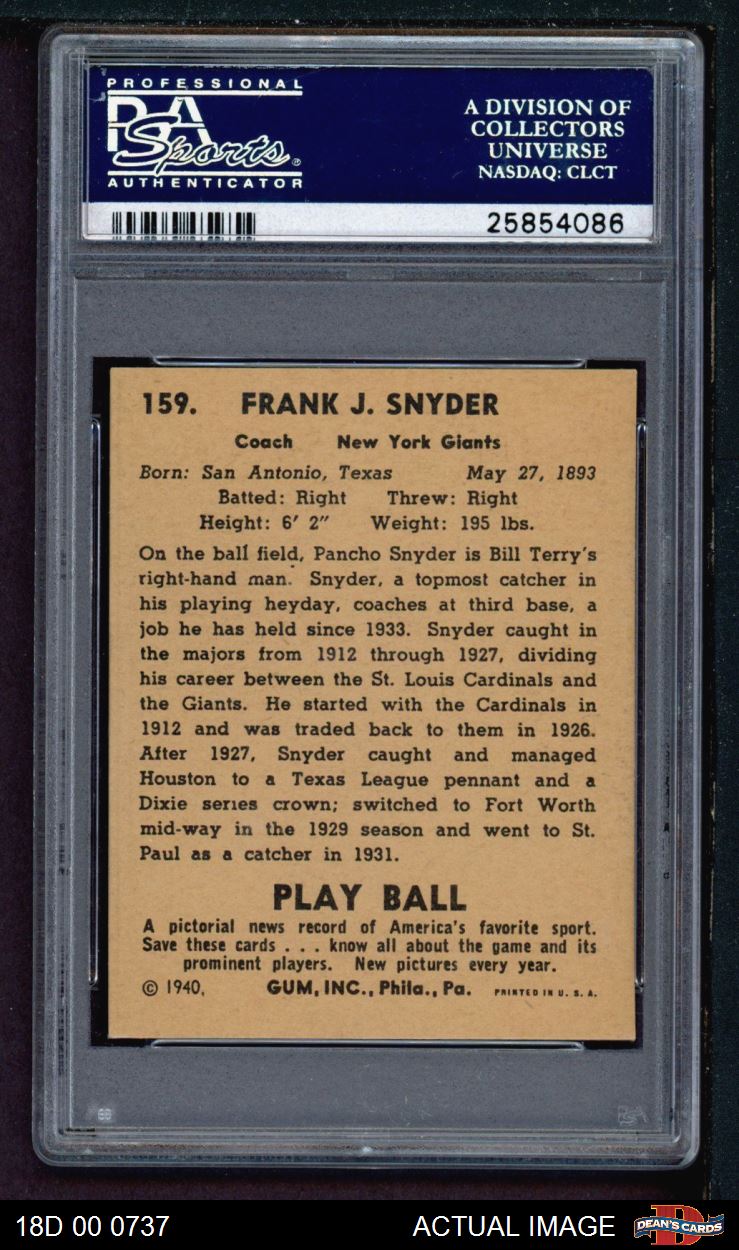 PROFESSIONAL
PSA
Sports
AUTHENTICATOR
A DIVISION OF
COLLECTORS
UNIVERSE
NASDAQ: CLCT
25854086
159. FRANK J. SNYDER
Coach New York Giants
Born: San Antonio, Texas May 27, 1893
Batted: Right Threw: Right
Height: 6′ 2″ Weight: 195 lbs.
On the ball field, Pancho Snyder is Bill Terry's
right-hand man. Snyder, a topmost catcher in
his playing heyday, coaches at third base, a
job he has held since 1933. Snyder caught in
the majors from 1912 through 1927, dividing
his career between the St. Louis Cardinals and
the Giants. He started with the Cardinals in
1912 and was traded back to them in 1926.
After 1927, Snyder caught and managed
Houston to a Texas League pennant and a
Dixie series crown; switched to Fort Worth
mid-way in the 1929 season and went to St.
Paul as a catcher in 1931.
PLAY BALL
A pictorial news record of America's favorite sport.
Save these cards . . . know all about the game and its
prominent players. New pictures every year.
© 1940, GUM, INC., Phila., Pa. PRINTED IN U. S. A.
18D 00 0737 ACTUAL IMAGE DEAN'S CARDS